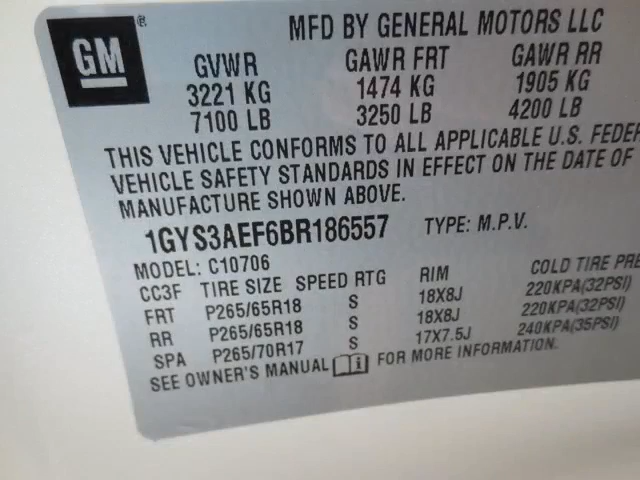 GM®
MFD BY GENERAL MOTORS LLC
GVWR GAWR FRT GAWR RR
3221 KG 1474 KG 1905 KG
7100 LB 3250 LB 4200 LB
THIS VEHICLE CONFORMS TO ALL APPLICABLE U.S. FEDER
VEHICLE SAFETY STANDARDS IN EFFECT ON THE DATE OF
MANUFACTURE SHOWN ABOVE.
1GYS3AEF6BR186557 TYPE: M.P.V.
MODEL: C10706
CC3F TIRE SIZE SPEED RTG RIM COLD TIRE PRE
FRT P265/65R18 S 18X8J 220KPA(32PSI)
RR P265/65R18 S 18X8J 220KPA(32PSI)
SPA P265/70R17 S 17X7.5J 240KPA(35PSI)
SEE OWNER'S MANUAL i FOR MORE INFORMATION.